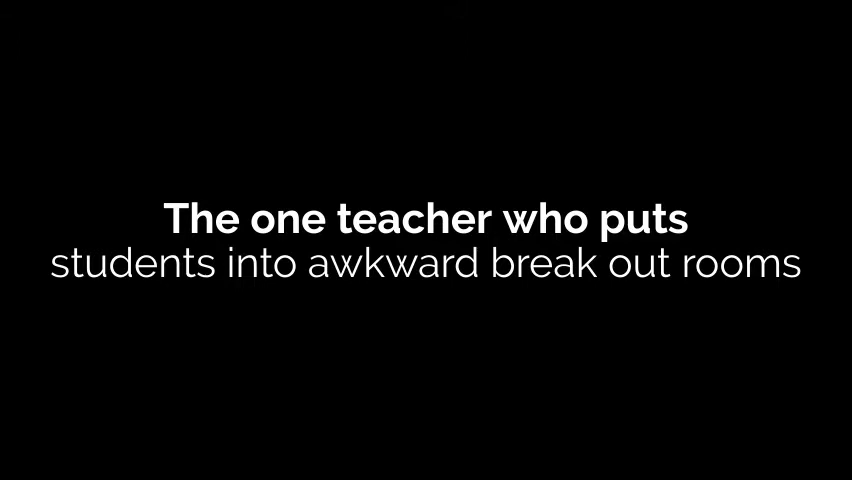 The one teacher who puts
students into awkward break out rooms